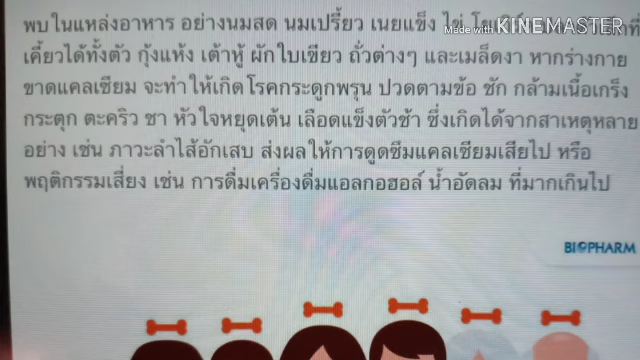 พบในแหล่งอาหาร อย่างนมสด นมเปรี้ยว เนยแข็ง ไข่
Made with KINEMASTER
เคี้ยวได้ทั้งตัว กุ้งแห้ง เต้าหู้ ผักใบเขียว ถั่วต่างๆ และเมล็ดงา หากร่างกาย
ขาดแคลเซียม จะทำให้เกิดโรคกระดูกพรุน ปวดตามข้อ ชัก กล้ามเนื้อเกร็ง
กระตุก ตะคริว ชา หัวใจหยุดเต้น เลือดแข็งตัวช้า ซึ่งเกิดได้จากสาเหตุหลาย
อย่าง เช่น ภาวะลำไส้อักเสบ ส่งผลให้การดูดซึมแคลเซียมเสียไป หรือ
พฤติกรรมเสี่ยง เช่น การดื่มเครื่องดื่มแอลกอฮอล์ น้ำอัดลม ที่มากเกินไป
BIOPHARM